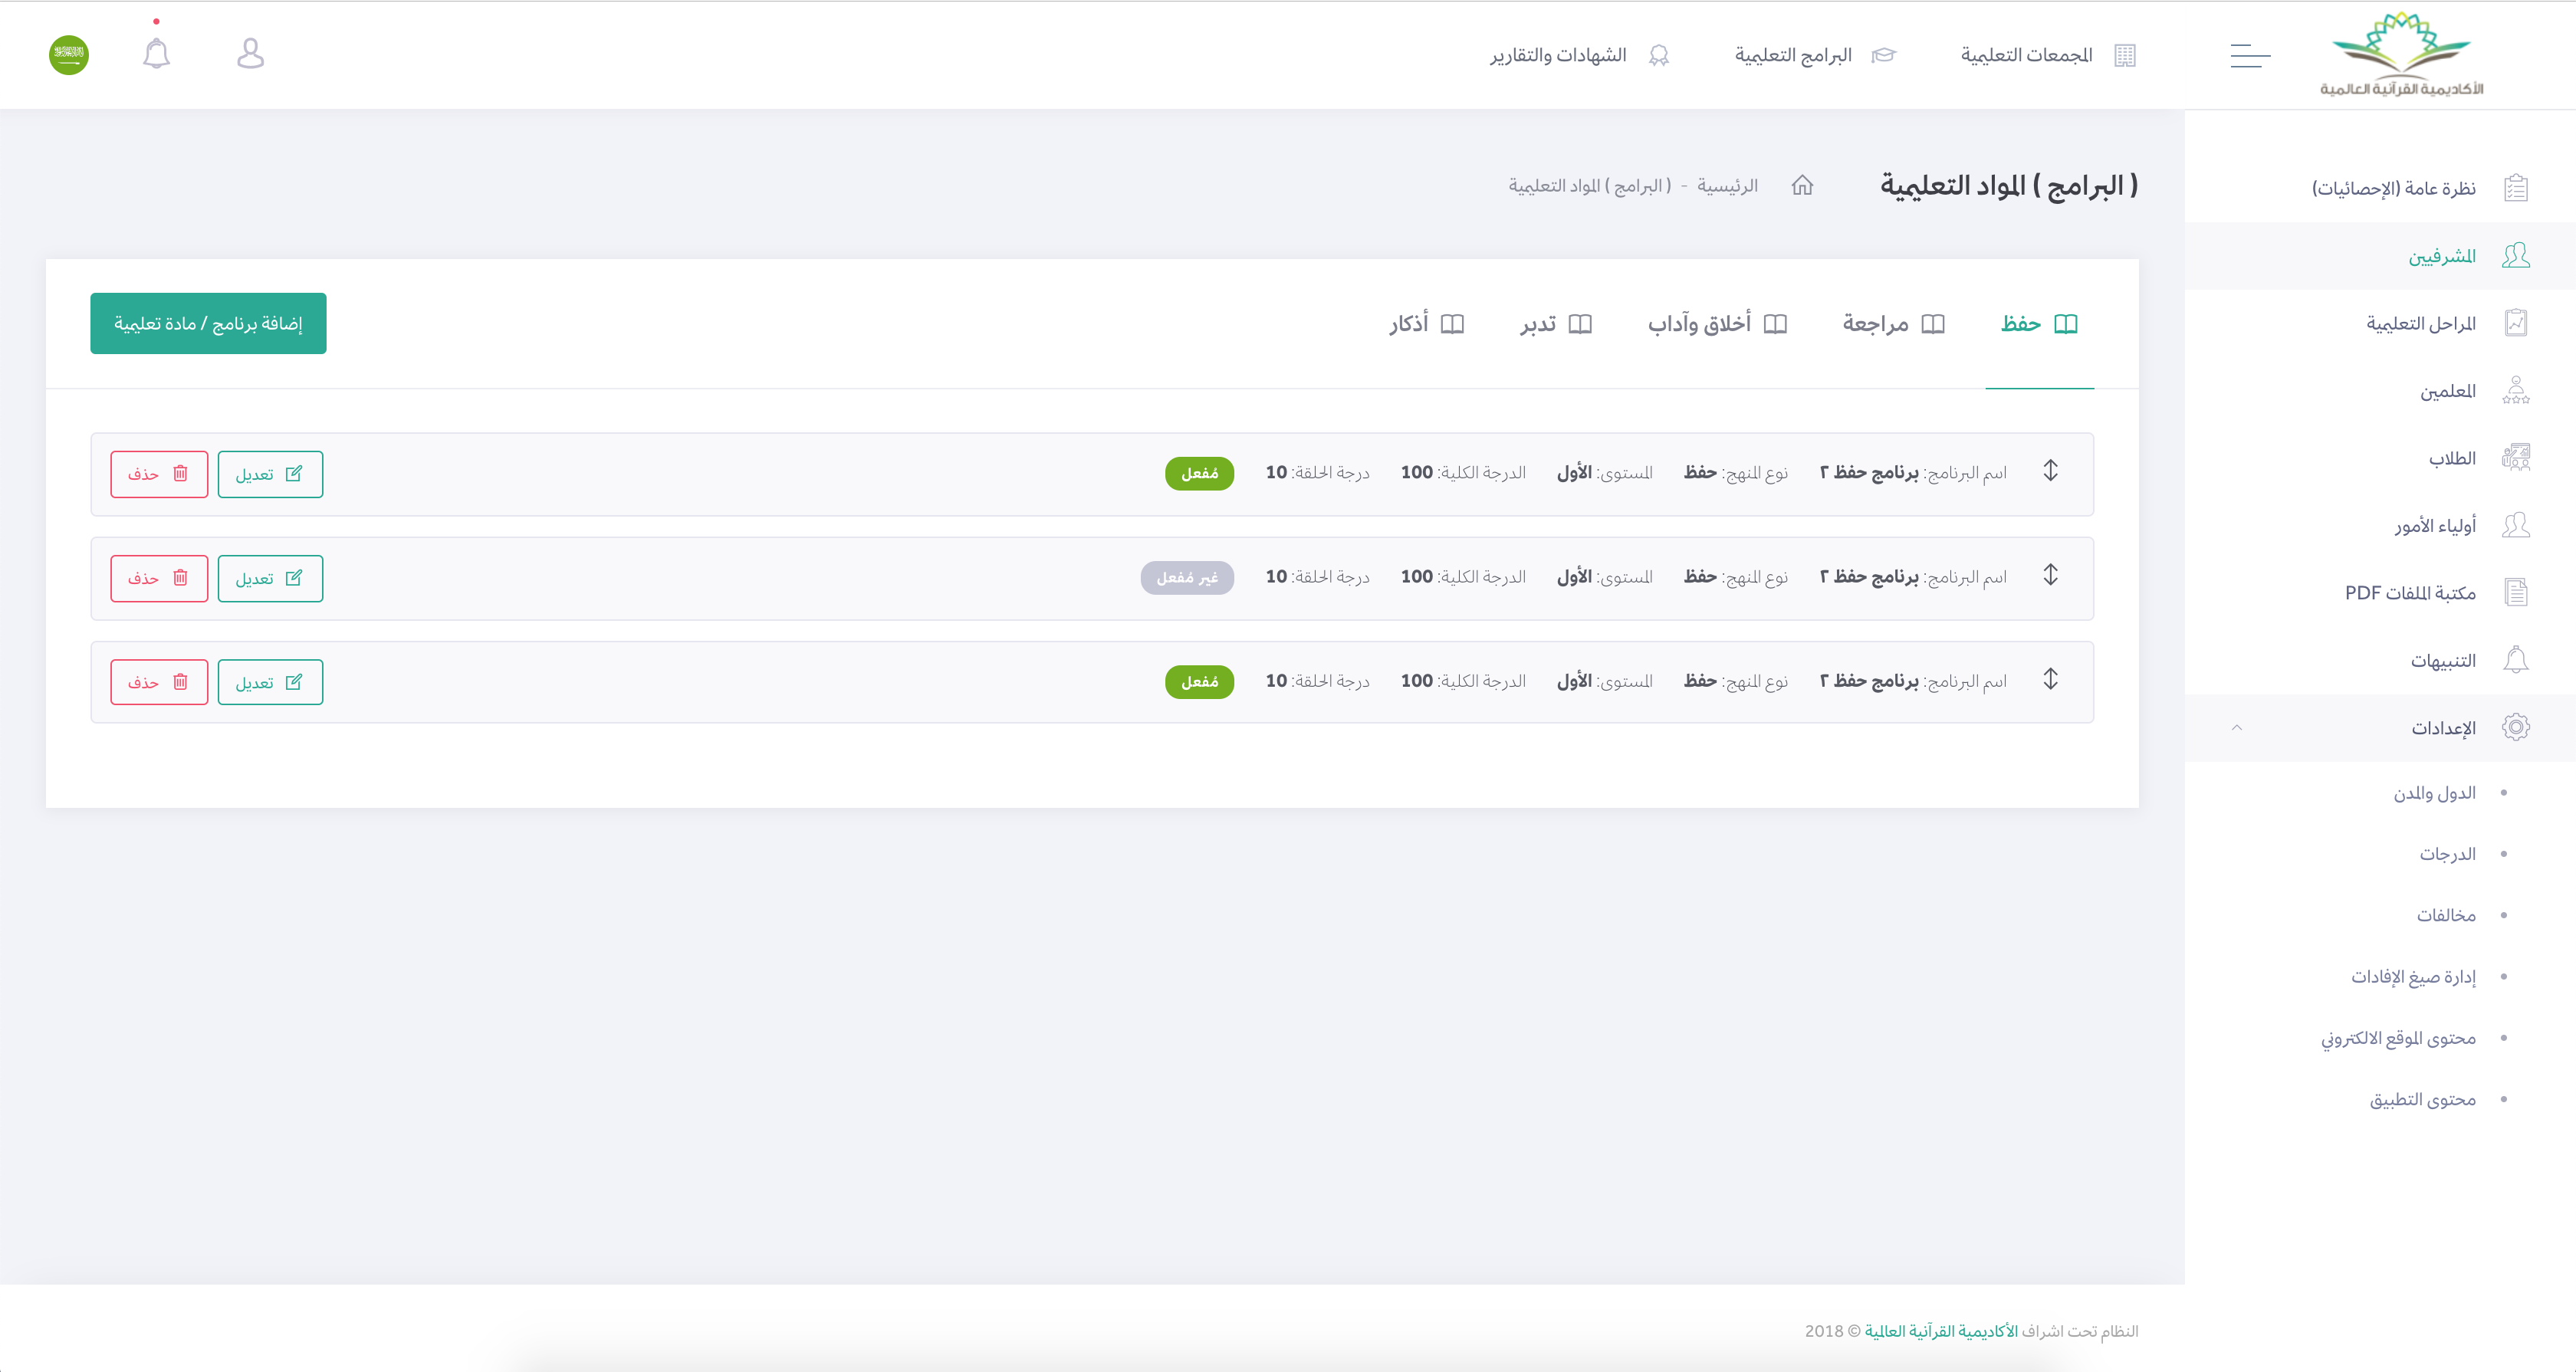 الأكاديمية القرآنية العالمية
المجمعات التعليمية
البرامج التعليمية
الشهادات والتقارير
نظرة عامة (الإحصائيات)
المشرفيين
المراحل التعليمية
المعلمين
الطلاب
أولياء الأمور
مكتبة الملفات PDF
التنبيهات
الإعدادات
الدول والمدن
الدرجات
مخالفات
إدارة صيغ الإفادات
محتوى الموقع الالكتروني
محتوى التطبيق
( البرامج ) المواد التعليمية
الرئيسية - ( البرامج ) المواد التعليمية
حفظ
مراجعة
أخلاق وآداب
تدبر
أذكار
إضافة برنامج / مادة تعليمية
اسم البرنامج: برنامج حفظ ٢ نوع المنهج: حفظ المستوى: الأول الدرجة الكلية: 100 درجة الحلقة: 10 مُفعل تعديل حذف
اسم البرنامج: برنامج حفظ ٢ نوع المنهج: حفظ المستوى: الأول الدرجة الكلية: 100 درجة الحلقة: 10 غير مُفعل تعديل حذف
اسم البرنامج: برنامج حفظ ٢ نوع المنهج: حفظ المستوى: الأول الدرجة الكلية: 100 درجة الحلقة: 10 مُفعل تعديل حذف
النظام تحت اشراف الأكاديمية القرآنية العالمية © 2018